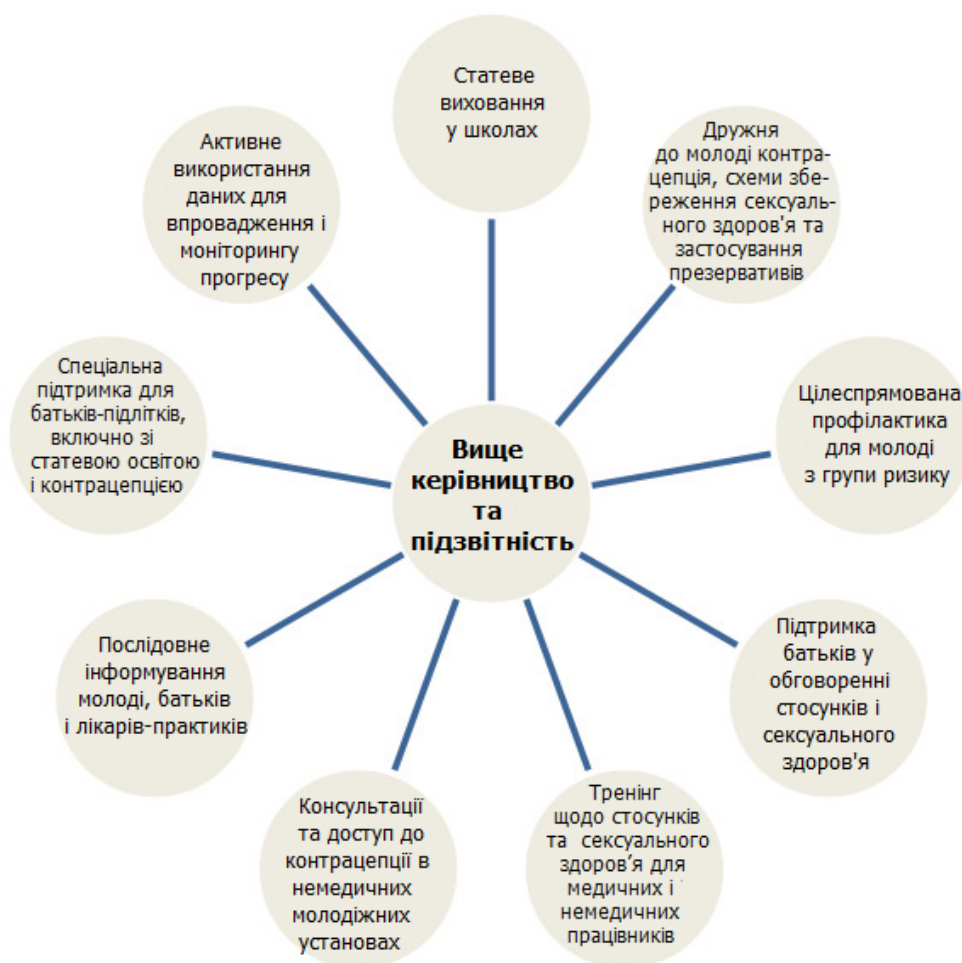 Статеве
виховання
у школах
Дружня
до молоді контра-
цепція, схеми збе-
реження сексуаль-
ного здоров'я та
застосування
презервативів
Цілеспрямована
профілактика
для молоді
з групи ризику
Підтримка
батьків у
обговоренні
стосунків і
сексуального
здоров'я
Тренінг
щодо стосунків
та сексуального
здоров’я для
медичних і
немедичних
працівників
Консультації
та доступ до
контрацепції в
немедичних
молодіжних
установах
Послідовне
інформування
молоді, батьків
і лікарів-практиків
Спеціальна
підтримка для
батьків-підлітків,
включно зі
статевою освітою
і контрацепцією
Активне
використання
даних для
впровадження і
моніторингу
прогресу
Вище
керівництво
та
підзвітність